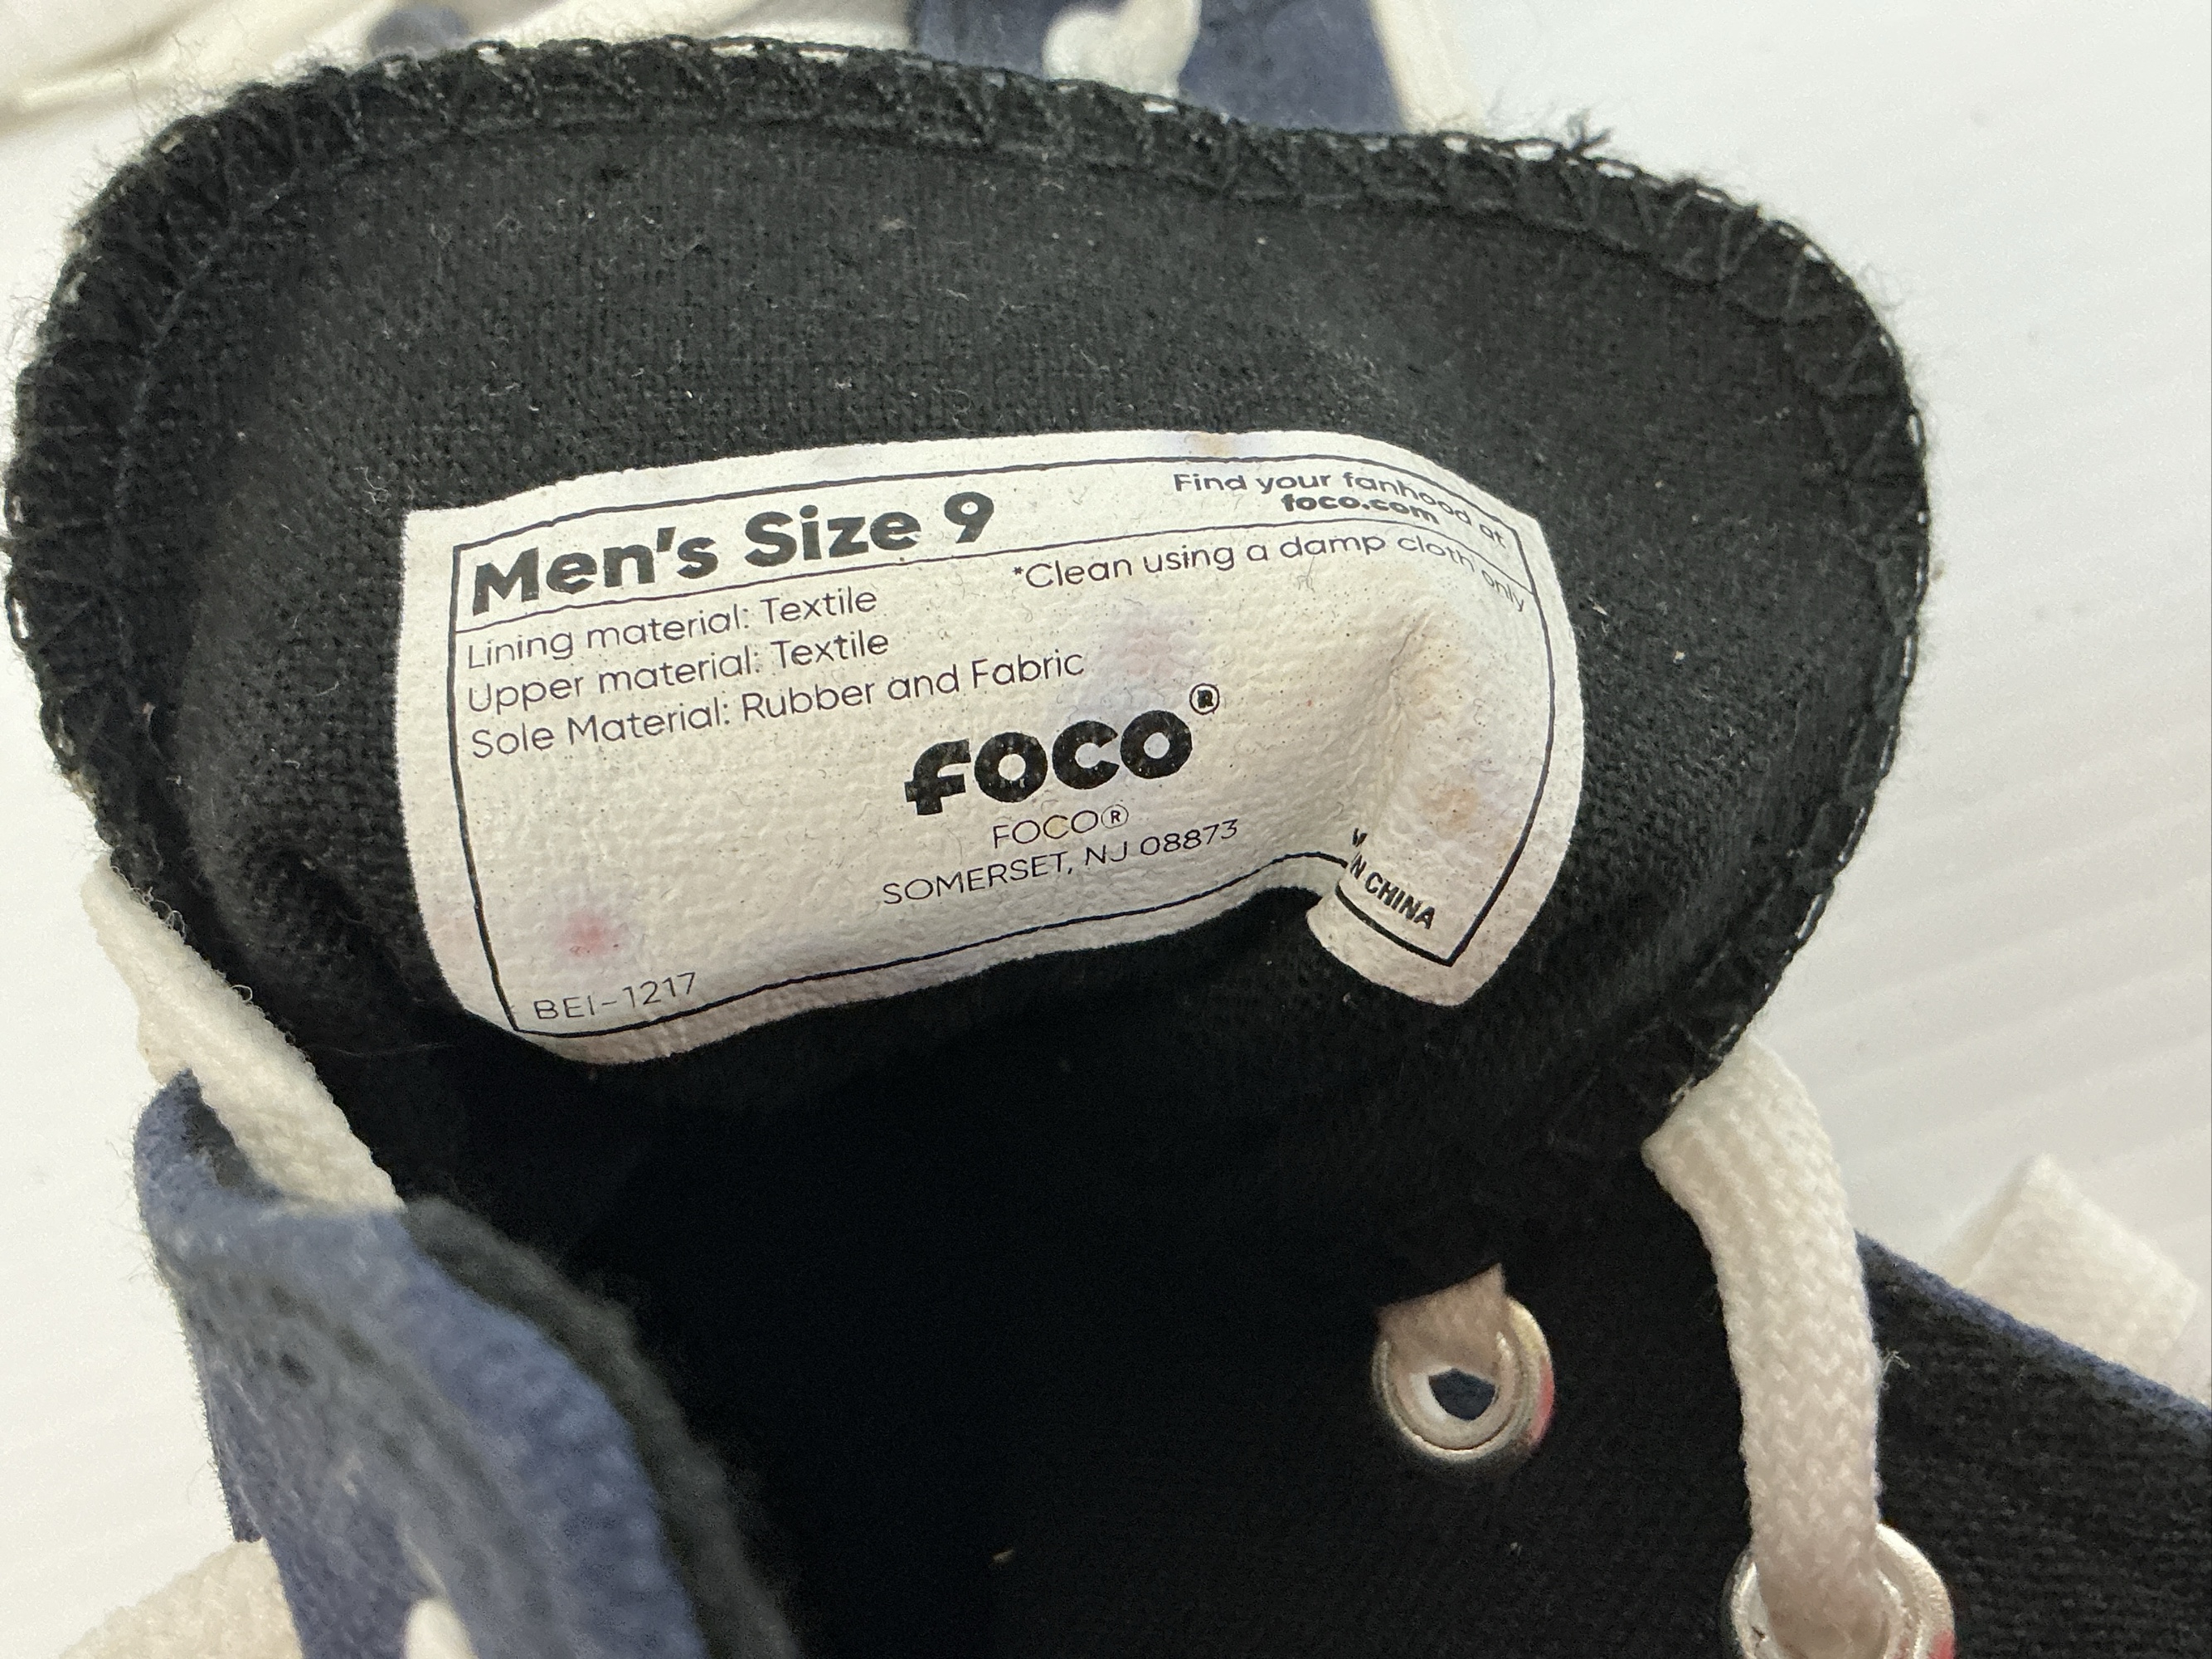 Men's Size 9
Find your fanhood at
foco.com
*Clean using a damp cloth only
Lining material: Textile
Upper material: Textile
Sole Material: Rubber and Fabric
foco®
FOCO®
SOMERSET, NJ 08873
CHINA
BEI-1217